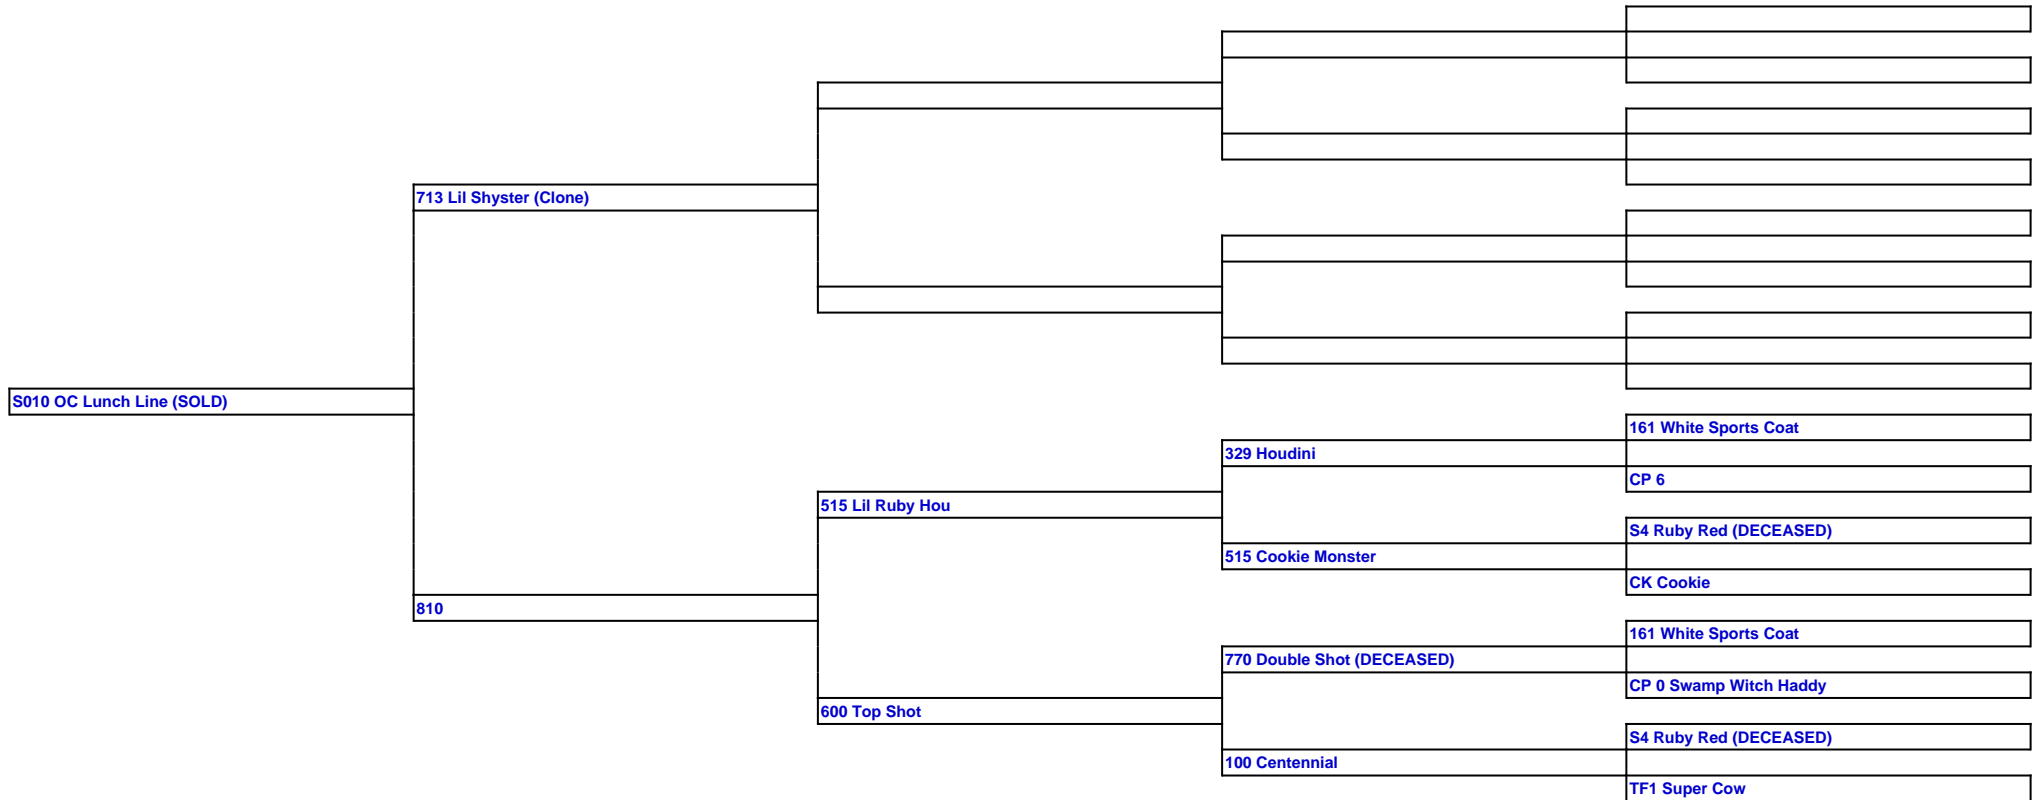 713 Lil Shyster (Clone)
S010 OC Lunch Line (SOLD)
161 White Sports Coat
329 Houdini
CP 6
515 Lil Ruby Hou
S4 Ruby Red (DECEASED)
515 Cookie Monster
CK Cookie
810
161 White Sports Coat
770 Double Shot (DECEASED)
CP 0 Swamp Witch Haddy
600 Top Shot
S4 Ruby Red (DECEASED)
100 Centennial
TF1 Super Cow